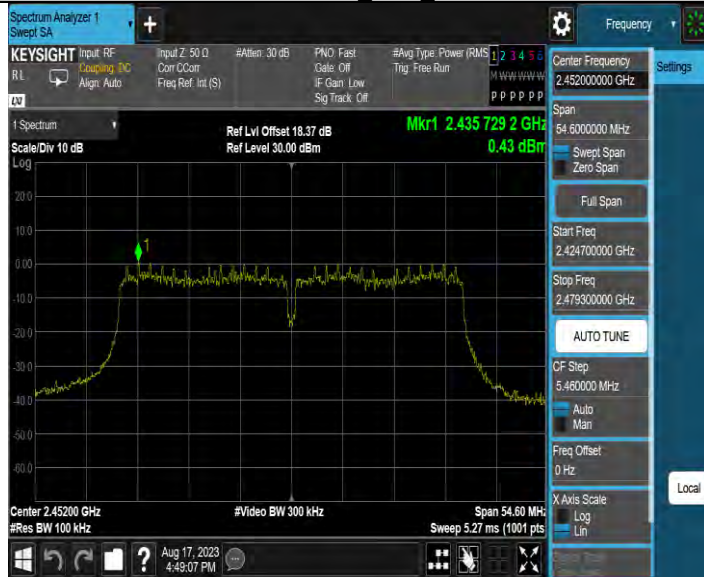 Spectrum Analyzer 1
Swept SA
Frequency
KEYSIGHT
RL
LXI
Input: RF
Coupling: DC
Align: Auto
Input Z: 50 Ω
Corr CCorr
Freq Ref: Int (S)
#Atten: 30 dB
PNO: Fast
Gate: Off
IF Gain: Low
Sig Track: Off
#Avg Type: Power (RMS
Trig: Free Run
1 2 3 4 5 6
M W W W W W
P P P P P P
1 Spectrum
Scale/Div 10 dB
Ref Lvl Offset 18.37 dB
Ref Level 30.00 dBm
Mkr1 2.435 729 2 GHz
0.43 dBm
Log
20.0
10.0
0.00
-10.0
-20.0
-30.0
-40.0
-50.0
-60.0
1
Center 2.45200 GHz
#Res BW 100 kHz
#Video BW 300 kHz
Span 54.60 MHz
Sweep 5.27 ms (1001 pts
Aug 17, 2023
4:49:07 PM
Center Frequency
2.452000000 GHz
Span
54.6000000 MHz
Swept Span
Zero Span
Full Span
Start Freq
2.424700000 GHz
Stop Freq
2.479300000 GHz
AUTO TUNE
CF Step
5.460000 MHz
Auto
Man
Freq Offset
0 Hz
X Axis Scale
Log
Lin
Settings
Local